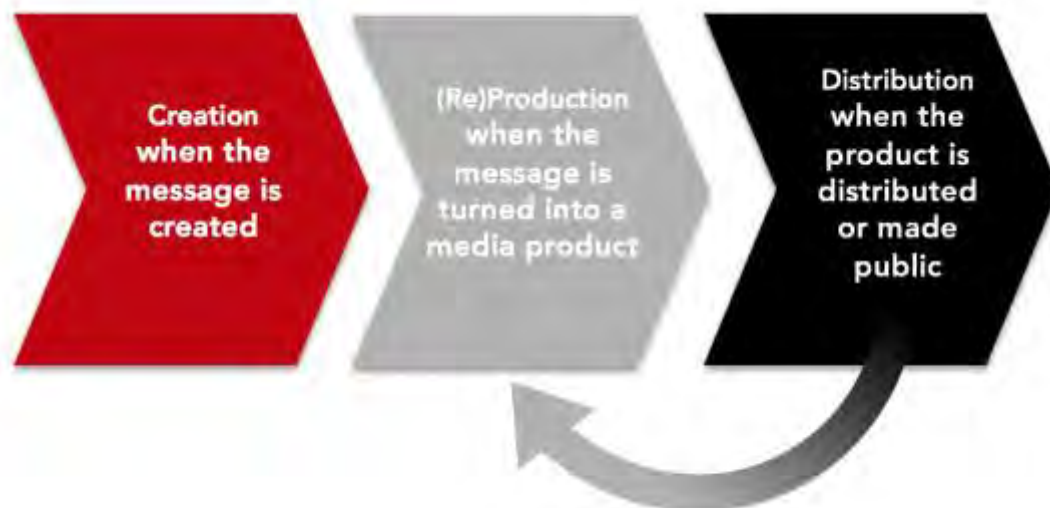 Creation
when the
message is
created
(Re)Production
when the
message is
turned into a
media product
Distribution
when the
product is
distributed
or made
public